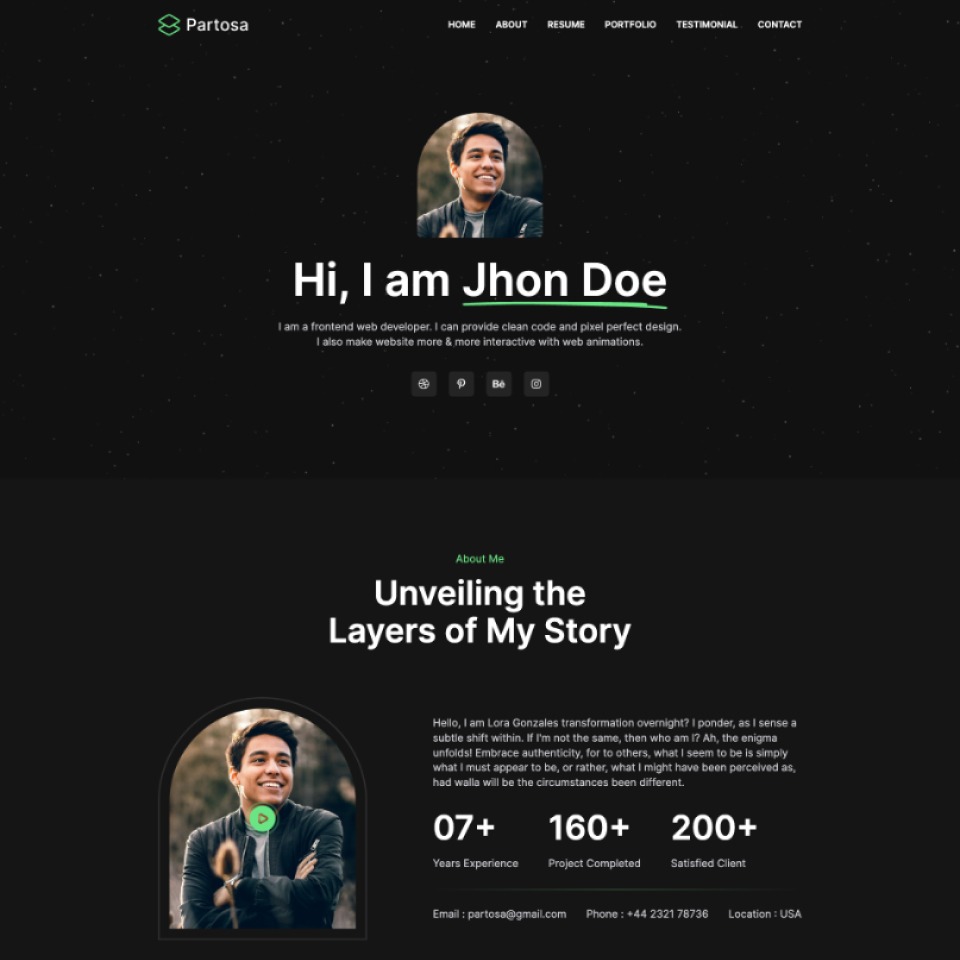 Partosa
HOME ABOUT RESUME PORTFOLIO TESTIMONIAL CONTACT
Hi, I am Jhon Doe
I am a frontend web developer. I can provide clean code and pixel perfect design.
I also make website more & more interactive with web animations.
Bē
About Me
Unveiling the
Layers of My Story
Hello, I am Lora Gonzales transformation overnight? I ponder, as I sense a
subtle shift within. If I'm not the same, then who am I? Ah, the enigma
unfolds! Embrace authenticity, for to others, what I seem to be is simply
what I must appear to be, or rather, what I might have been perceived as,
had walla will be the circumstances been different.
07+ 160+ 200+
Years Experience Project Completed Satisfied Client
Email : partosa@gmail.com Phone : +44 2321 78736 Location : USA